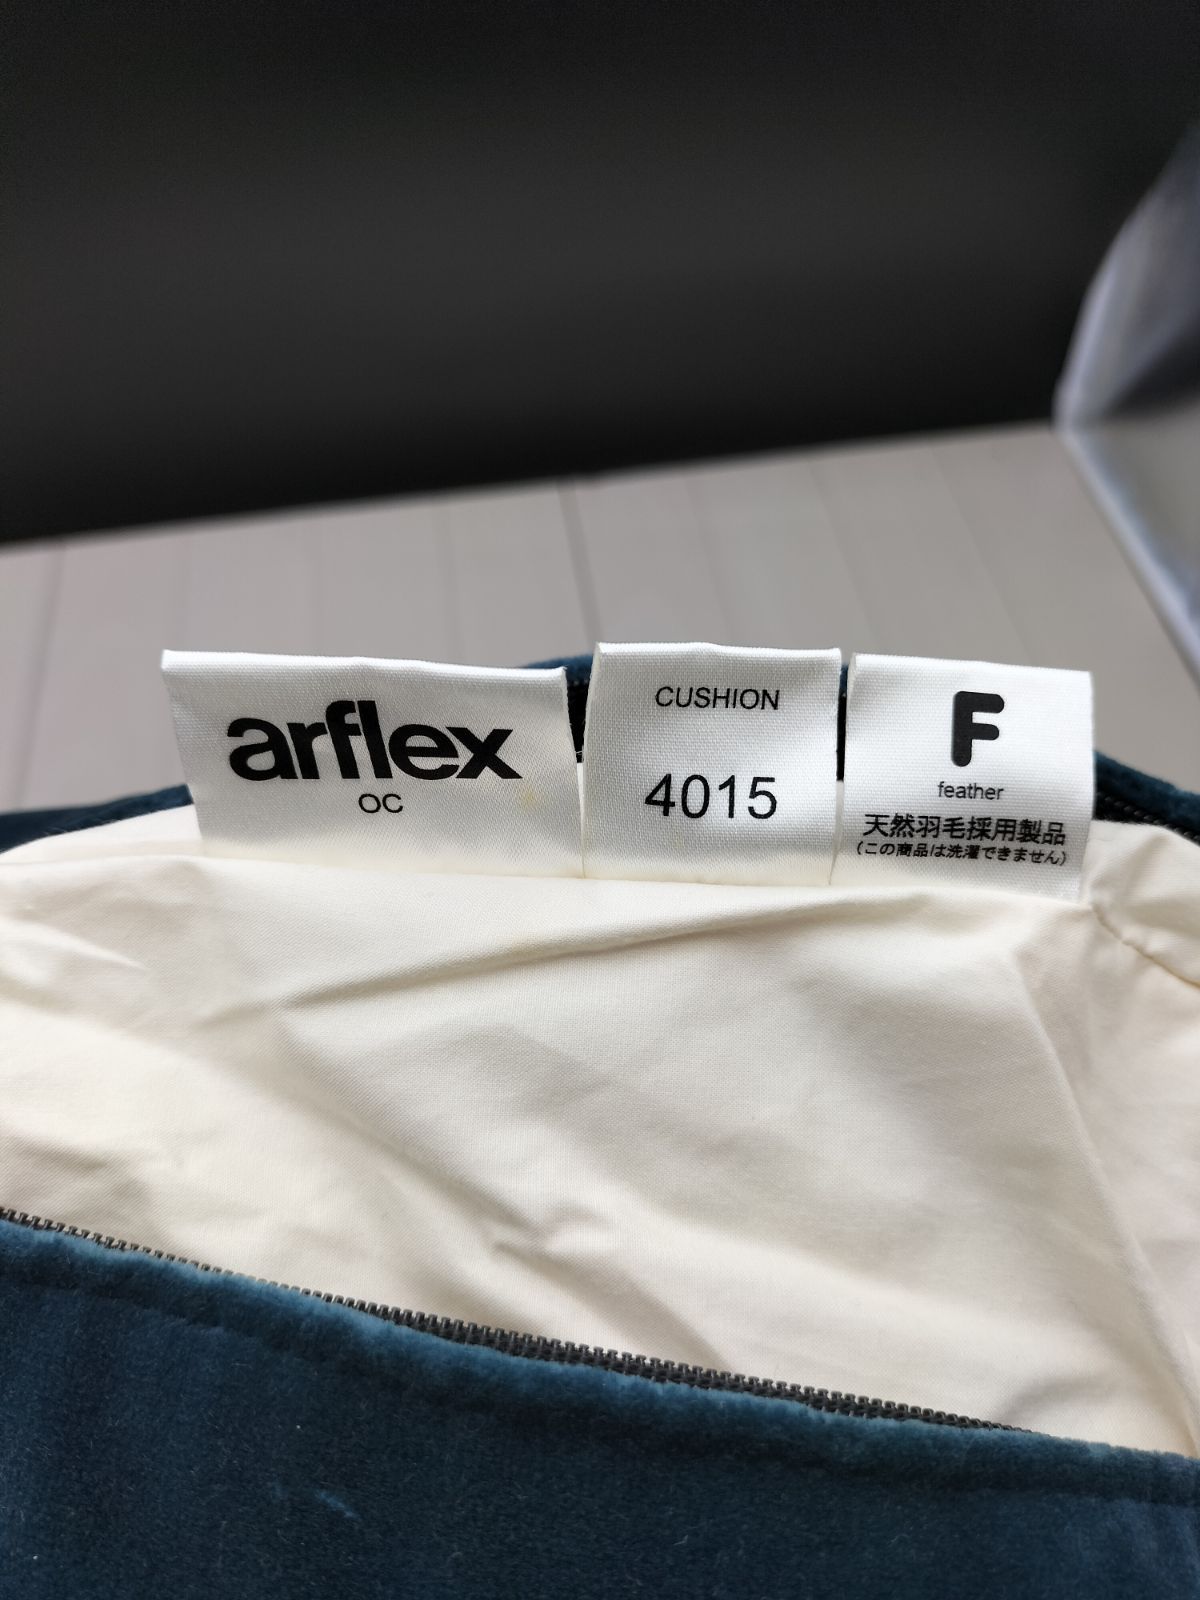 arflex
OC
CUSHION
4015
F
feather
天然羽毛採用製品
(この商品は洗濯できません)